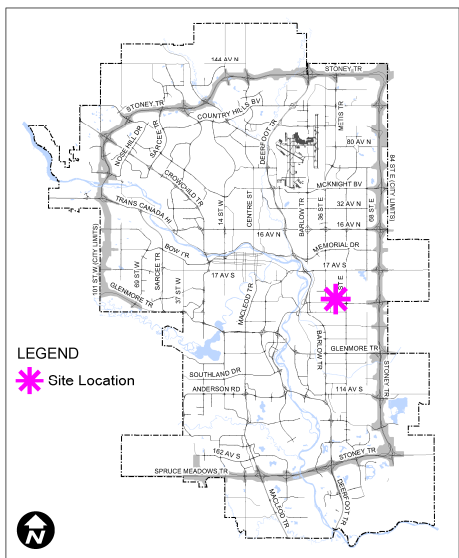 144 AV N
STONEY TR
STONEY TR
COUNTRY HILLS BV
METIS TR
NOSE HILL DR
SARCEE TR
DEERFOOT TR
80 AV N
84 ST E (CITY LIMITS)
CROWCHILD TR
MCKNIGHT BV
TRANS CANADA HI
14 ST W
CENTRE ST
BARLOW TR
36 ST E
32 AV N
68 ST E
16 AV N
16 AV N
101 ST W (CITY LIMITS)
BOW TR
MEMORIAL DR
69 ST W
SARCEE TR
37 ST W
17 AV S
17 AV S
ST E
GLENMORE TR
MACLEOD TR
BARLOW TR
GLENMORE TR
LEGEND
Site Location
SOUTHLAND DR
ANDERSON RD
114 AV S
STONEY TR
162 AV S
STONEY TR
SPRUCE MEADOWS TR
MACLEOD TR
DEERFOOT TR
N